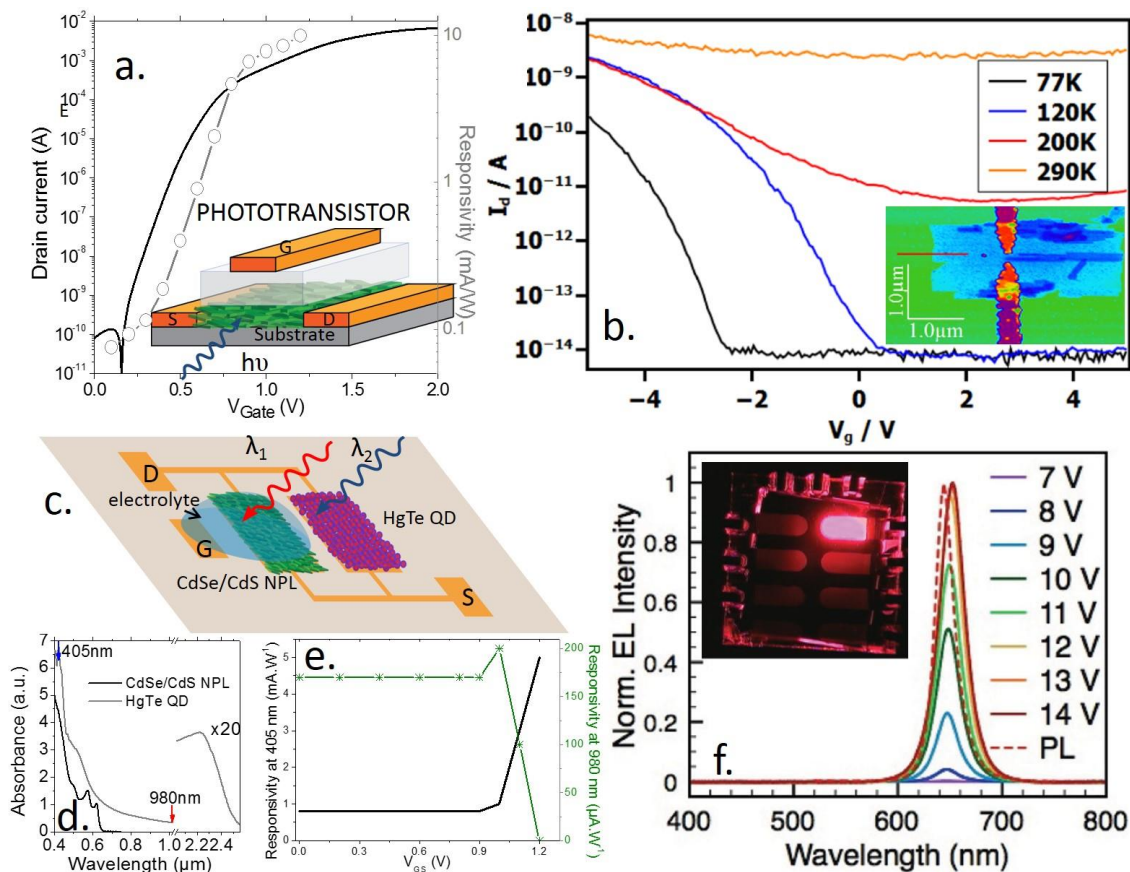 a.
10⁻²
10⁻³
10⁻⁴
10⁻⁵
10⁻⁶
10⁻⁷
10⁻⁸
10⁻⁹
10⁻¹⁰
10⁻¹¹
Drain current (A)
E
10
1
0.1
Responsivity (mA/W)
PHOTOTRANSISTOR
G
S
D
Substrate
hυ
0.0 0.5 1.0 1.5 2.0
V_Gate (V)
b.
10⁻⁸
10⁻⁹
10⁻¹⁰
10⁻¹¹
10⁻¹²
10⁻¹³
10⁻¹⁴
I_d / A
77K
120K
200K
290K
1.0μm
1.0μm
−4 −2 0 2 4
V_g / V
c.
λ₁
λ₂
D
electrolyte
G
HgTe QD
CdSe/CdS NPL
S
d.
7
6
5
4
3
2
1
0
Absorbance (a.u.)
405nm
CdSe/CdS NPL
HgTe QD
x20
980nm
0.4 0.6 0.8 1.0 2.2 2.4
Wavelength (μm)
e.
5
4
3
2
1
0
Responsivity at 405 nm (mA.W⁻¹)
200
150
100
50
0
Responsivity at 980 nm (μA.W⁻¹)
0.0 0.3 0.6 0.9 1.2
V_GS (V)
f.
1
0.8
0.6
0.4
0.2
0
Norm. EL Intensity
7 V
8 V
9 V
10 V
11 V
12 V
13 V
14 V
PL
400 500 600 700 800
Wavelength (nm)